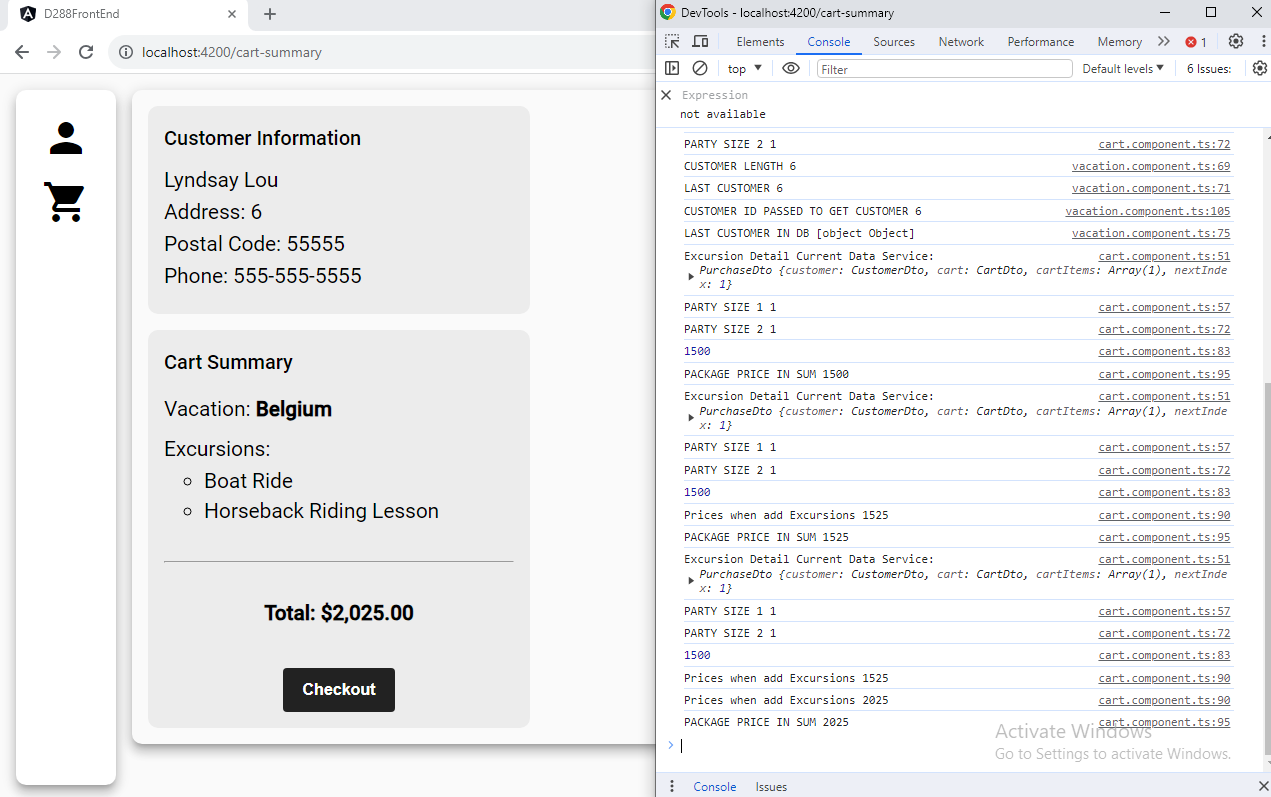 D288FrontEnd
localhost:4200/cart-summary
Customer Information
Lyndsay Lou
Address: 6
Postal Code: 55555
Phone: 555-555-5555
Cart Summary
Vacation: Belgium
Excursions:
Boat Ride
Horseback Riding Lesson
Total: $2,025.00
Checkout
DevTools - localhost:4200/cart-summary
Elements Console Sources Network Performance Memory 1
top Filter Default levels 6 Issues:
Expression
not available
PARTY SIZE 2 1 cart.component.ts:72
CUSTOMER LENGTH 6 vacation.component.ts:69
LAST CUSTOMER 6 vacation.component.ts:71
CUSTOMER ID PASSED TO GET CUSTOMER 6 vacation.component.ts:105
LAST CUSTOMER IN DB [object Object] vacation.component.ts:75
Excursion Detail Current Data Service: cart.component.ts:51
PurchaseDto {customer: CustomerDto, cart: CartDto, cartItems: Array(1), nextInde
x: 1}
PARTY SIZE 1 1 cart.component.ts:57
PARTY SIZE 2 1 cart.component.ts:72
1500 cart.component.ts:83
PACKAGE PRICE IN SUM 1500 cart.component.ts:95
Excursion Detail Current Data Service: cart.component.ts:51
PurchaseDto {customer: CustomerDto, cart: CartDto, cartItems: Array(1), nextInde
x: 1}
PARTY SIZE 1 1 cart.component.ts:57
PARTY SIZE 2 1 cart.component.ts:72
1500 cart.component.ts:83
Prices when add Excursions 1525 cart.component.ts:90
PACKAGE PRICE IN SUM 1525 cart.component.ts:95
Excursion Detail Current Data Service: cart.component.ts:51
PurchaseDto {customer: CustomerDto, cart: CartDto, cartItems: Array(1), nextInde
x: 1}
PARTY SIZE 1 1 cart.component.ts:57
PARTY SIZE 2 1 cart.component.ts:72
1500 cart.component.ts:83
Prices when add Excursions 1525 cart.component.ts:90
Prices when add Excursions 2025 cart.component.ts:90
PACKAGE PRICE IN SUM 2025 cart.component.ts:95
Activate Windows
Go to Settings to activate Windows.
Console Issues